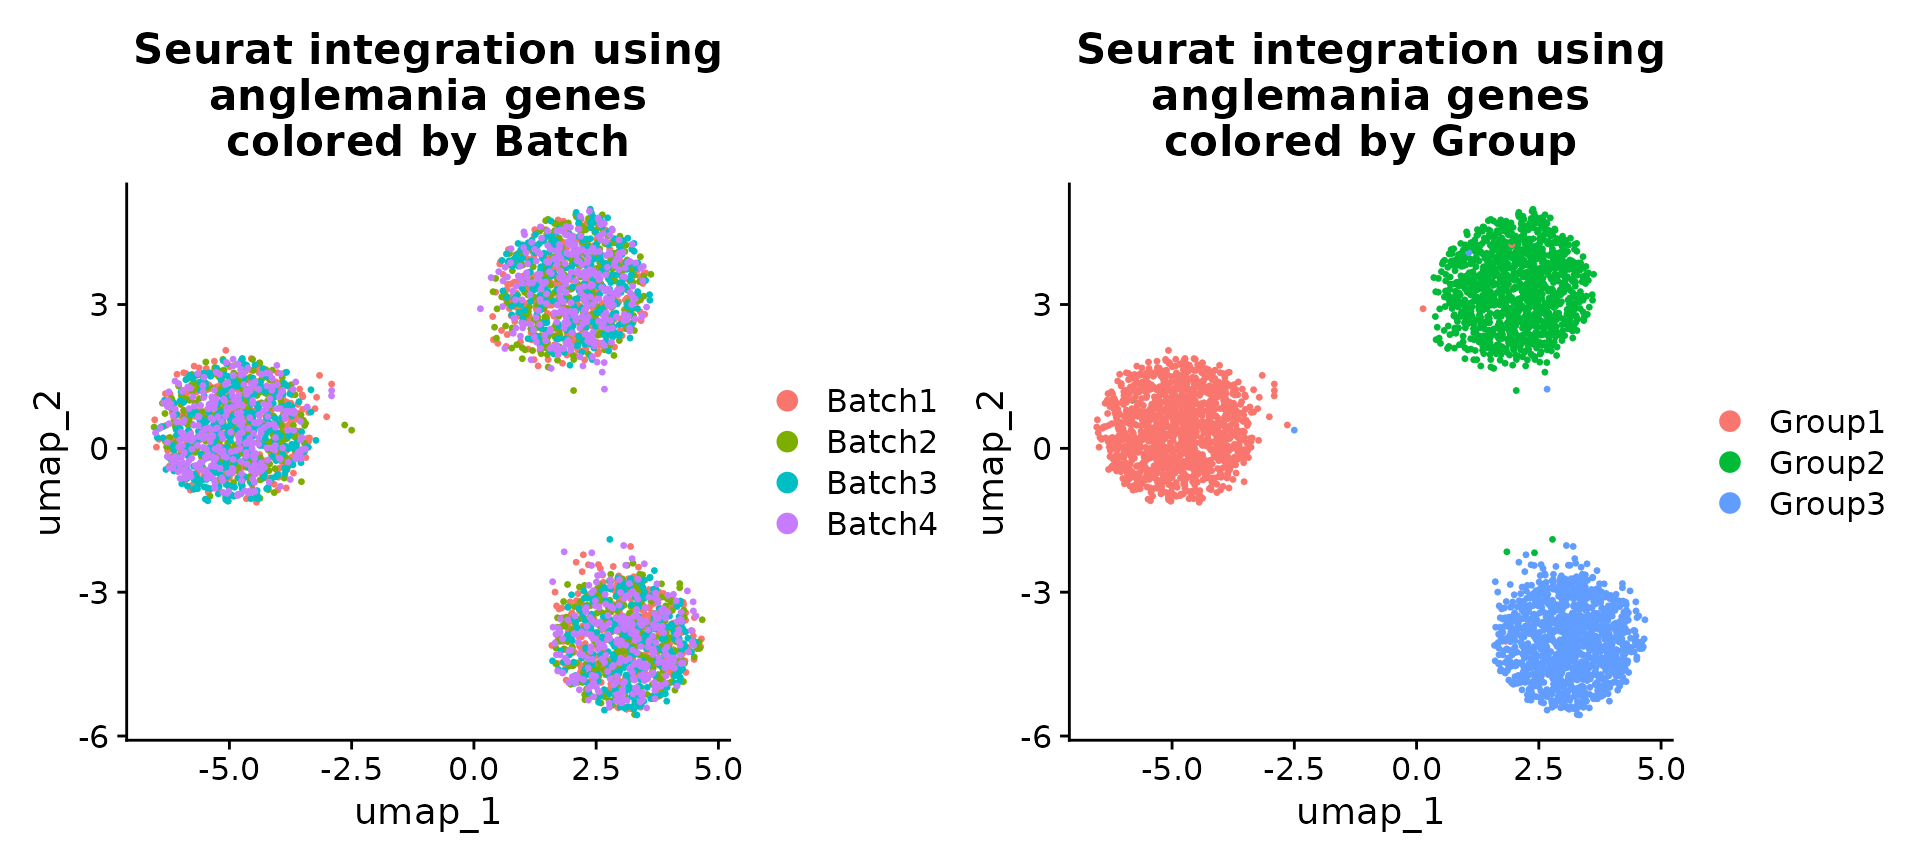 Seurat integration using
anglemania genes
colored by Batch
umap_2
3
0
-3
-6
-5.0
-2.5
0.0
2.5
5.0
umap_1
Batch1
Batch2
Batch3
Batch4
Seurat integration using
anglemania genes
colored by Group
umap_2
3
0
-3
-6
-5.0
-2.5
0.0
2.5
5.0
umap_1
Group1
Group2
Group3